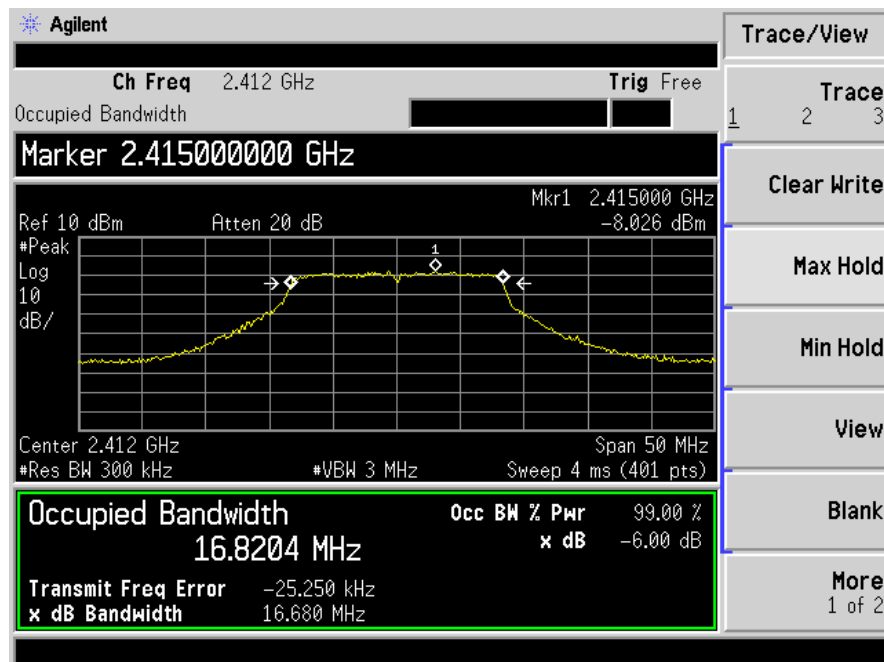 Agilent
Trace/View
Ch Freq 2.412 GHz Trig Free
Occupied Bandwidth
Trace
1 2 3
Marker 2.415000000 GHz
Clear Write
Mkr1 2.415000 GHz
Ref 10 dBm Atten 20 dB -8.026 dBm
#Peak
1
Log
10
dB/
Max Hold
Min Hold
View
Center 2.412 GHz Span 50 MHz
#Res BW 300 kHz #VBW 3 MHz Sweep 4 ms (401 pts)
Occupied Bandwidth Occ BW % Pwr 99.00 %
16.8204 MHz x dB -6.00 dB
Blank
Transmit Freq Error -25.250 kHz
x dB Bandwidth 16.680 MHz
More
1 of 2